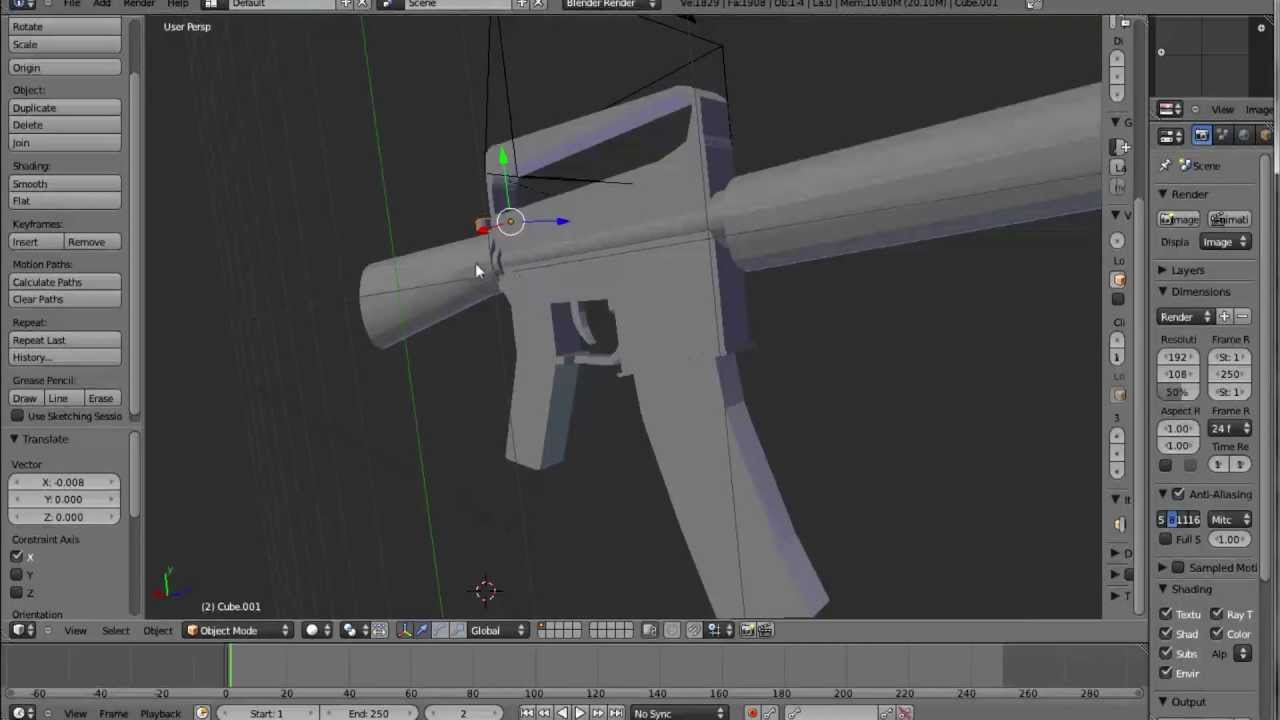 File Add Render Help Default Scene Blender Render Ve:1829 | Fa:1908 | Ob:1-4 | La:0 | Mem:10.60M (20.10M) | Cube.001
Rotate
Scale
Origin
Object:
Duplicate
Delete
Join
Shading:
Smooth
Flat
Keyframes:
Insert Remove
Motion Paths:
Calculate Paths
Clear Paths
Repeat:
Repeat Last
History...
Grease Pencil:
Draw Line Erase
Use Sketching Sessio
Translate
Vector
X: -0.008
Y: 0.000
Z: 0.000
Constraint Axis
X
Y
Z
Orientation
User Persp
y
(2) Cube.001
Di
G
La
V
Lo
Cli
1
3
It
D
T
View Image
Scene
Render
Image Animati
Displa Image
Layers
Dimensions
Render
Resoluti Frame R
192 St: 1
108 250
50% St: 1
Aspect R Frame R
1.00 24 f
1.00 Time Re
Anti-Aliasing
5 8 1116 Mitc
Full S 1.00
Sampled Moti
Shading
Textu Ray T
Shad Color
Subs Alp
Envir
Output
View Select Object Object Mode Global
-60 -40 -20 0 20 40 60 80 100 120 140 160 180 200 220 240 260 280
View Frame Playback Start: 1 End: 250 2 No Sync